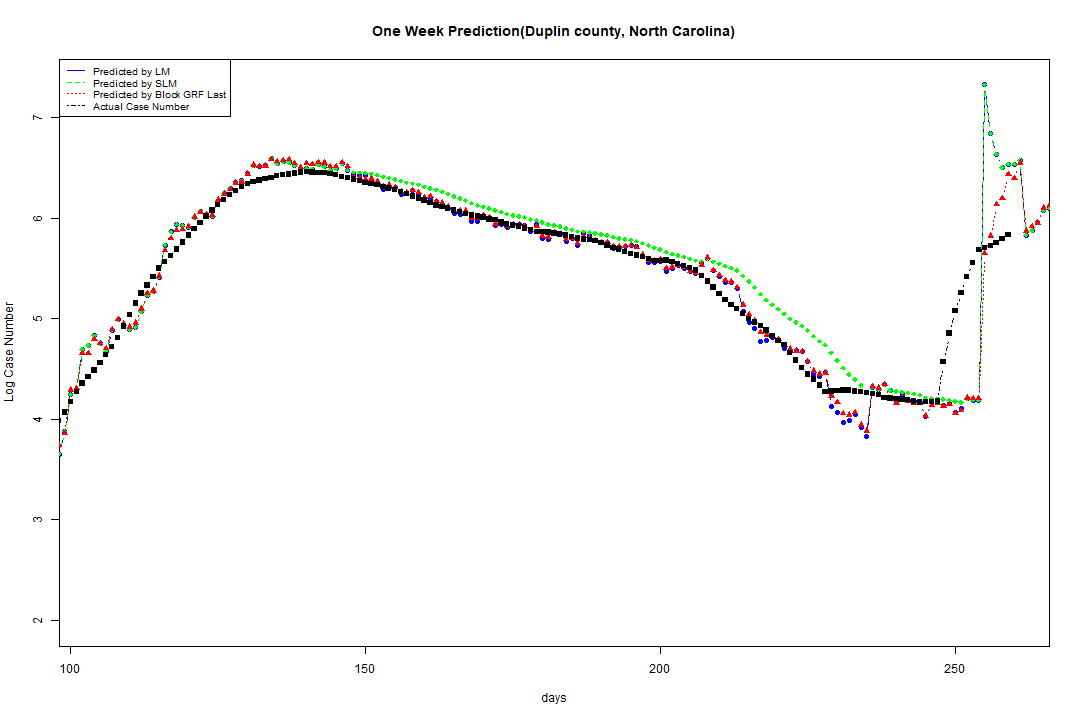 One Week Prediction(Duplin county, North Carolina)
Predicted by LM
Predicted by SLM
Predicted by Block GRF Last
Actual Case Number
7
6
5
4
3
2
Log Case Number
100 150 200 250
days